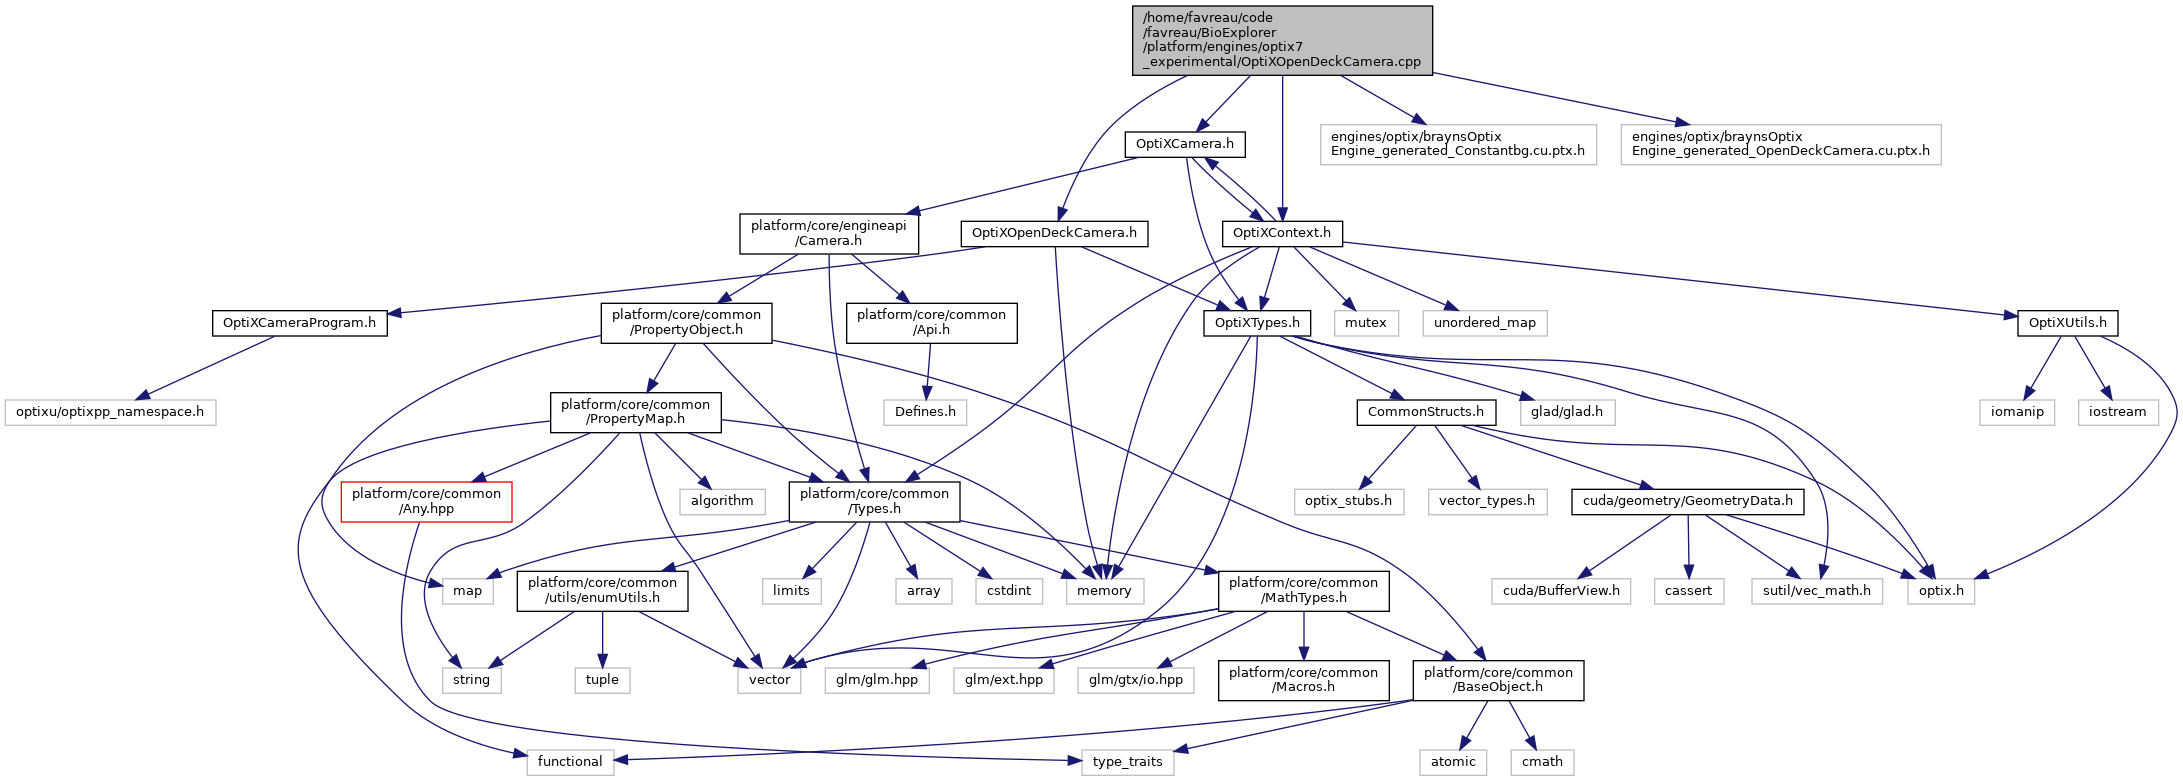 /home/favreau/code
/favreau/BioExplorer
/platform/engines/optix7
_experimental/OptiXOpenDeckCamera.cpp
OptiXCamera.h
engines/optix/braynsOptix
Engine_generated_Constantbg.cu.ptx.h
engines/optix/braynsOptix
Engine_generated_OpenDeckCamera.cu.ptx.h
platform/core/engineapi
/Camera.h
OptiXOpenDeckCamera.h
OptiXContext.h
OptiXCameraProgram.h
platform/core/common
/PropertyObject.h
platform/core/common
/Api.h
OptiXTypes.h
mutex
unordered_map
OptiXUtils.h
optixu/optixpp_namespace.h
platform/core/common
/PropertyMap.h
Defines.h
CommonStructs.h
glad/glad.h
iomanip
iostream
platform/core/common
/Any.hpp
algorithm
platform/core/common
/Types.h
optix_stubs.h
vector_types.h
cuda/geometry/GeometryData.h
map
platform/core/common
/utils/enumUtils.h
limits
array
cstdint
memory
platform/core/common
/MathTypes.h
cuda/BufferView.h
cassert
sutil/vec_math.h
optix.h
string
tuple
vector
glm/glm.hpp
glm/ext.hpp
glm/gtx/io.hpp
platform/core/common
/Macros.h
platform/core/common
/BaseObject.h
functional
type_traits
atomic
cmath